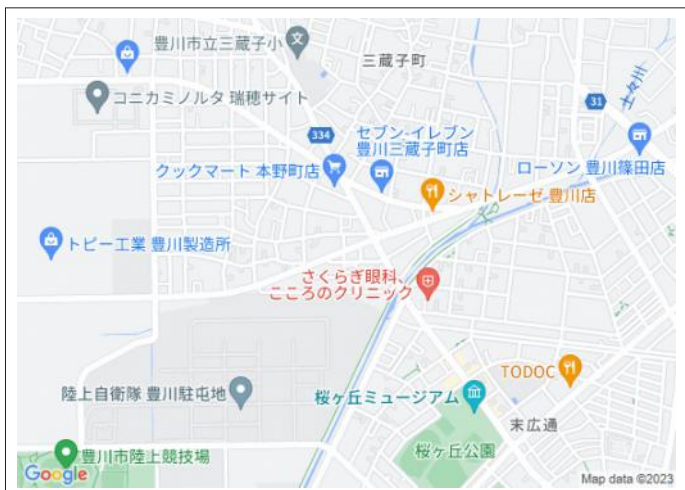 豊川市立三蔵子小
三蔵子町
コニカミノルタ 瑞穂サイト
31
土々川
334
セブン-イレブン
豊川三蔵子町店
クックマート 本野町店
ローソン 豊川篠田店
シャトレーゼ 豊川店
トピー工業 豊川製造所
さくらぎ眼科、
こころのクリニック
TODOC
陸上自衛隊 豊川駐屯地
桜ヶ丘ミュージアム
末広通
桜ヶ丘公園
豊川市陸上競技場
Google
Map data ©2023